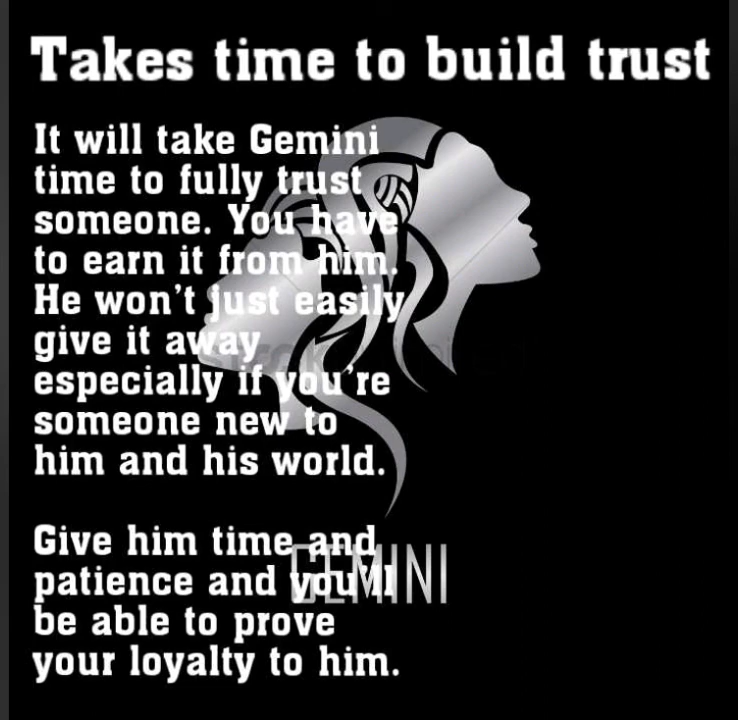 Takes time to build trust
It will take Gemini
time to fully trust
someone. You have
to earn it from him.
He won't just easily
give it away
especially if you're
someone new to
him and his world.
Give him time and
patience and you'll
be able to prove
your loyalty to him.
GEMINI